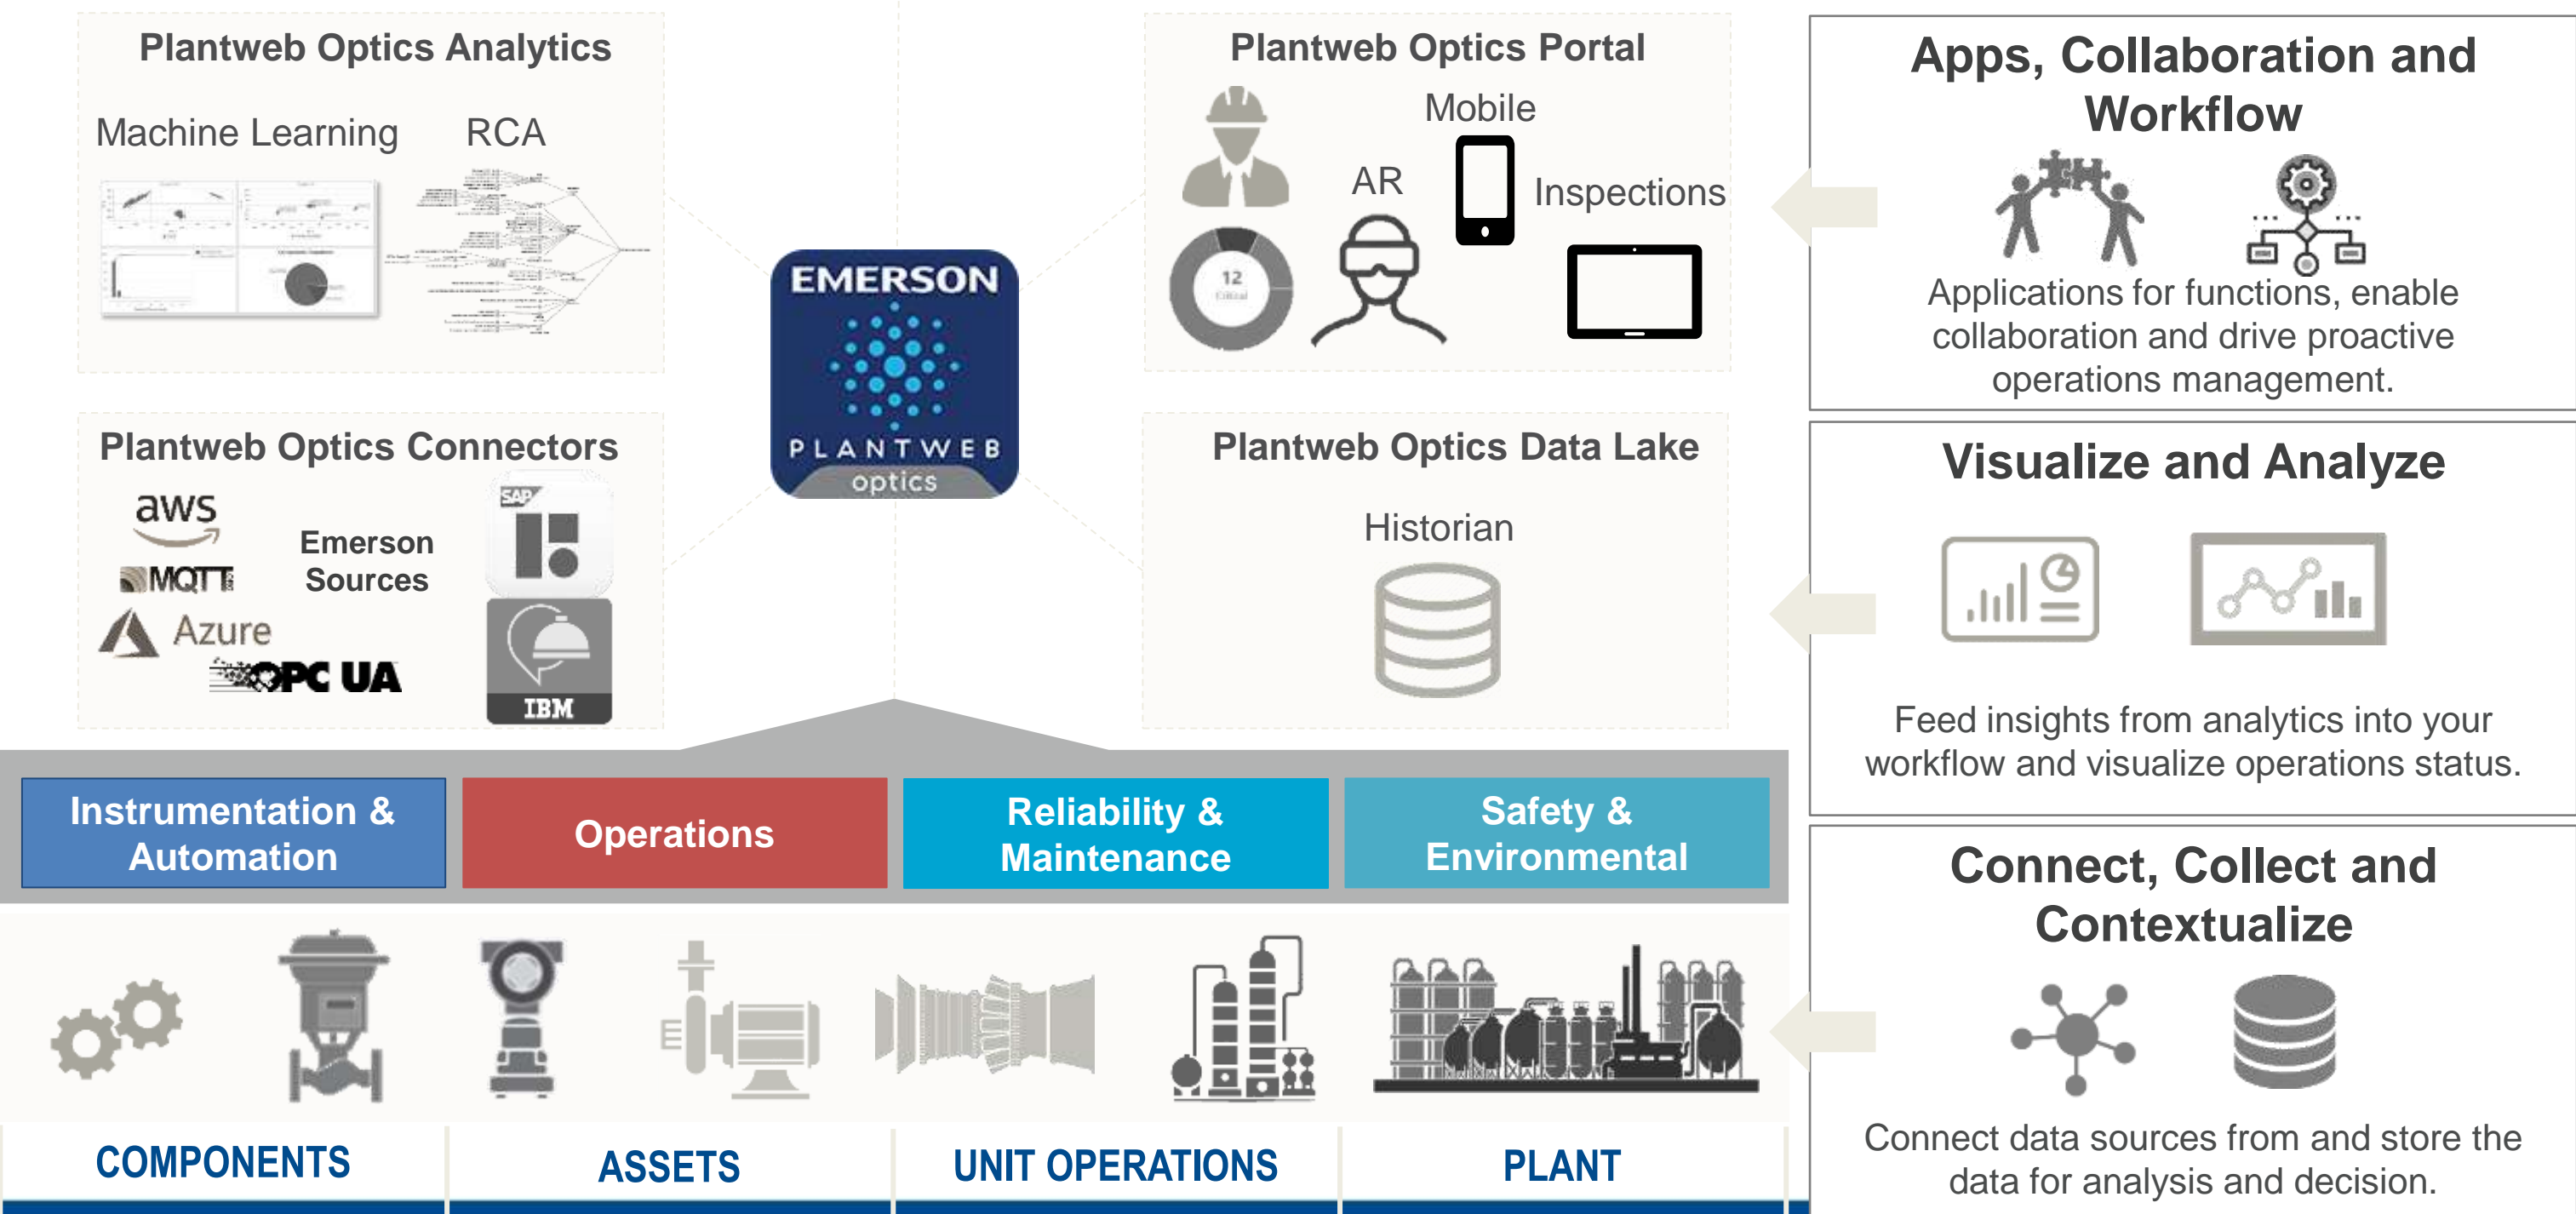 Plantweb Optics Analytics
Machine Learning
RCA
Plantweb Optics Portal
Mobile
AR
Inspections
12
Critical
EMERSON
PLANTWEB
optics
Plantweb Optics Connectors
aws
MQTT
Azure
OPC UA
Emerson
Sources
SAP
IBM
Plantweb Optics Data Lake
Historian
Instrumentation &
Automation
Operations
Reliability &
Maintenance
Safety &
Environmental
COMPONENTS
ASSETS
UNIT OPERATIONS
PLANT
Apps, Collaboration and
Workflow
Applications for functions, enable
collaboration and drive proactive
operations management.
Visualize and Analyze
Feed insights from analytics into your
workflow and visualize operations status.
Connect, Collect and
Contextualize
Connect data sources from and store the
data for analysis and decision.